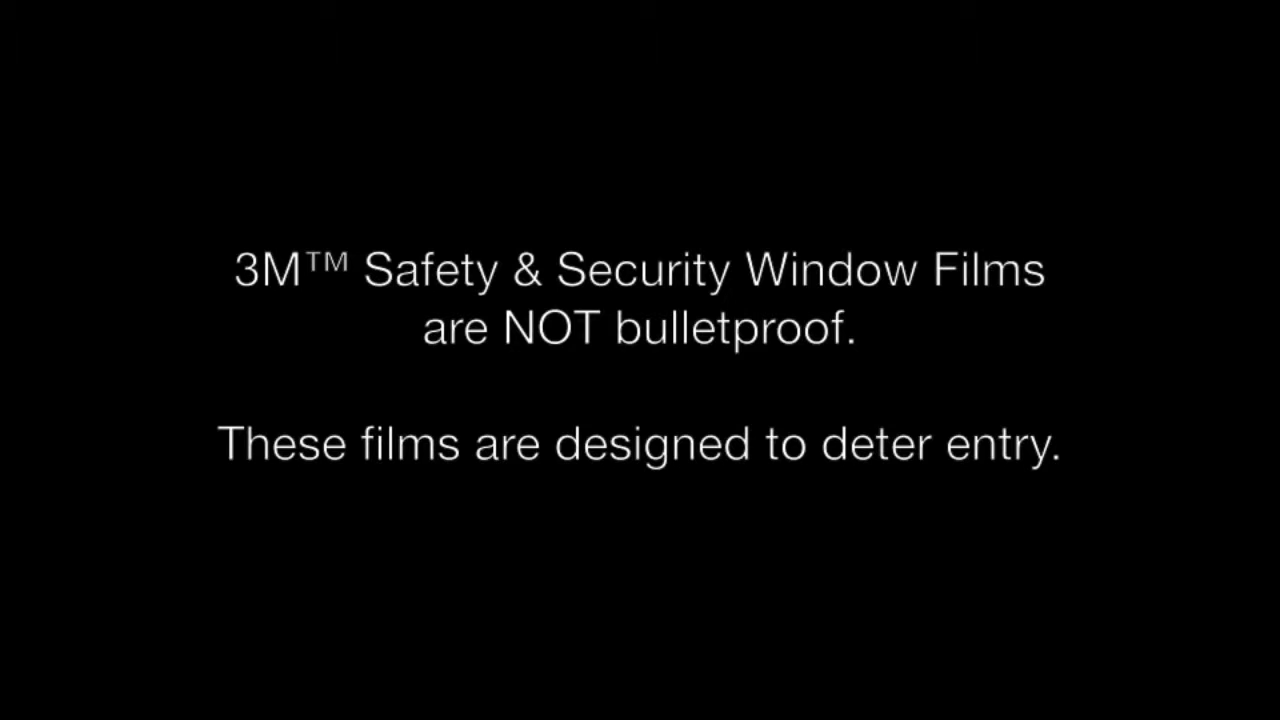 3M™ Safety & Security Window Films
are NOT bulletproof.
These films are designed to deter entry.